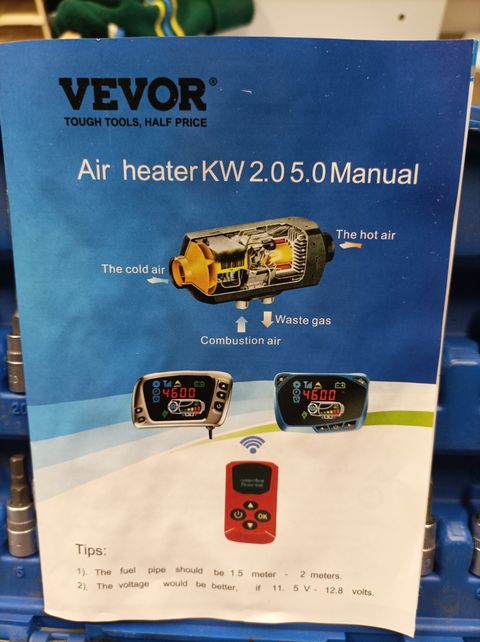 VEVOR®
TOUGH TOOLS, HALF PRICE
Air heater KW 2.0 5.0 Manual
The hot air
The cold air
Waste gas
Combustion air
4600
4600
OK
Tips:
1). The fuel pipe should be 1.5 meter - 2 meters.
2), The voltage would be better, if 11. 5 V - 12.8 volts.